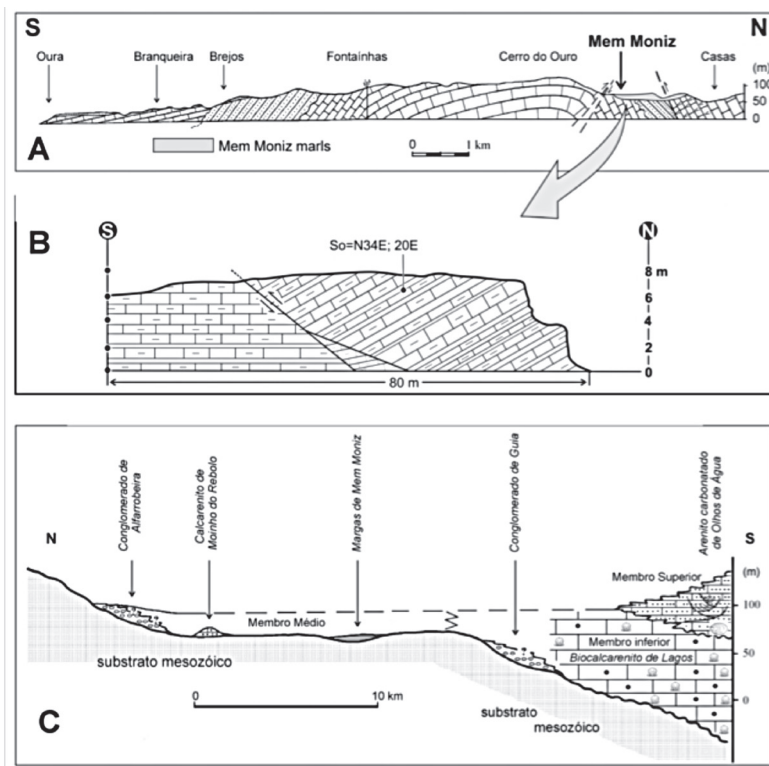 S
N
Mem Moniz
Oura
Branqueira
Brejos
Fontaínhas
Cerro do Ouro
Casas
(m)
100
50
0
A
Mem Moniz marls
0 1 km
B
S
N
So=N34E; 20E
8 m
6
4
2
0
80 m
N
Conglomerado de
Alfarrobeira
Calcarenito de
Moinho do Rebolo
Margas de Mem Moniz
Conglomerado de Guia
Arenito carbonatado
de Olhos de Água
S
(m)
Membro Superior
100
Membro Médio
Membro inferior
Biocalcarenito de Lagos
substrato mesozóico
50
0 10 km
0
substrato
mesozóico
C